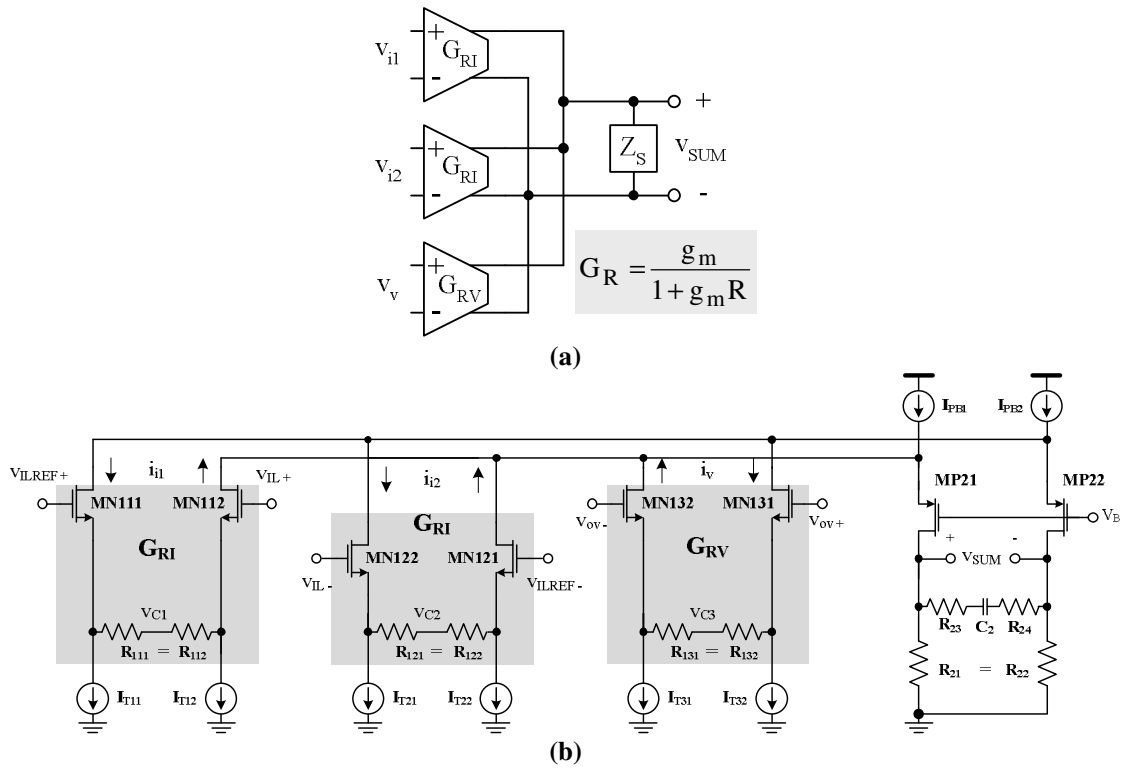 +
v_i1
G_RI
-
+
v_i2
G_RI
-
+
v_v
G_RV
-
Z_S
+
v_SUM
-
G_R = g_m / (1 + g_m R)
(a)
I_PB1 I_PB2
V_ILREF+ i_i1 V_IL+ i_i2 i_v MP21 MP22
MN111 MN112 MN132 MN131 V_B
G_RI G_RI V_ov- G_RV V_ov+
+ -
V_SUM
MN122 MN121
V_IL- V_ILREF-
V_C1 V_C2 V_C3
R_23 C_2 R_24
R_111 = R_112 R_121 = R_122 R_131 = R_132
R_21 = R_22
I_T11 I_T12 I_T21 I_T22 I_T31 I_T32
(b)